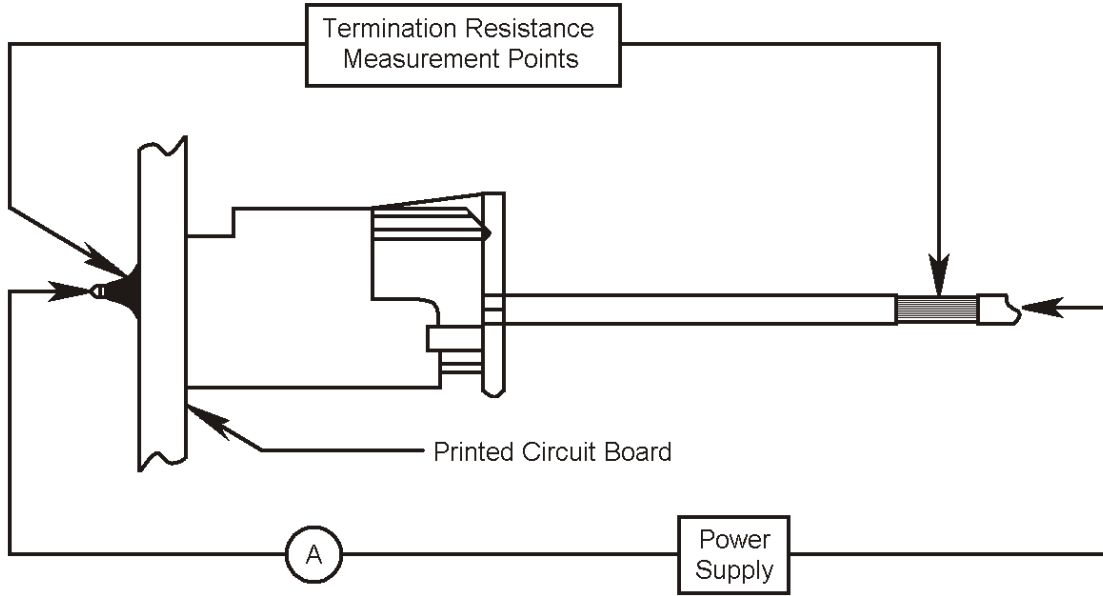 Termination Resistance
Measurement Points
Printed Circuit Board
A
Power
Supply